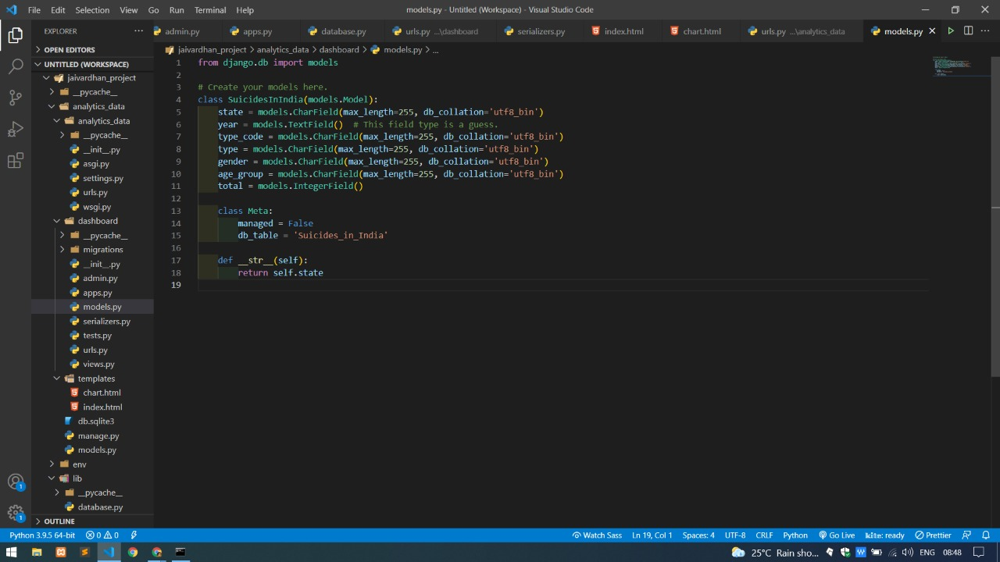 File Edit Selection View Go Run Terminal Help
models.py - Untitled (Workspace) - Visual Studio Code
EXPLORER
OPEN EDITORS
UNTITLED (WORKSPACE)
jaivardhan_project
__pycache__
analytics_data
analytics_data
__pycache__
__init__.py
asgi.py
settings.py
urls.py
wsgi.py
dashboard
__pycache__
migrations
__init__.py
admin.py
apps.py
models.py
serializers.py
tests.py
urls.py
views.py
templates
chart.html
index.html
db.sqlite3
manage.py
models.py
env
lib
__pycache__
database.py
OUTLINE
admin.py apps.py database.py urls.py ...\dashboard serializers.py index.html chart.html urls.py ...\analytics_data models.py
jaivardhan_project > analytics_data > dashboard > models.py > ...
1 from django.db import models
2
3 # Create your models here.
4 class SuicidesInIndia(models.Model):
5     state = models.CharField(max_length=255, db_collation='utf8_bin')
6     year = models.TextField()  # This field type is a guess.
7     type_code = models.CharField(max_length=255, db_collation='utf8_bin')
8     type = models.CharField(max_length=255, db_collation='utf8_bin')
9     gender = models.CharField(max_length=255, db_collation='utf8_bin')
10     age_group = models.CharField(max_length=255, db_collation='utf8_bin')
11     total = models.IntegerField()
12
13     class Meta:
14         managed = False
15         db_table = 'Suicides_in_India'
16
17     def __str__(self):
18         return self.state
19
1
1
Python 3.9.5 64-bit 0 0 Watch Sass Ln 19, Col 1 Spaces: 4 UTF-8 CRLF Python Go Live kite: ready Prettier
25°C Rain sho... ENG 08:48